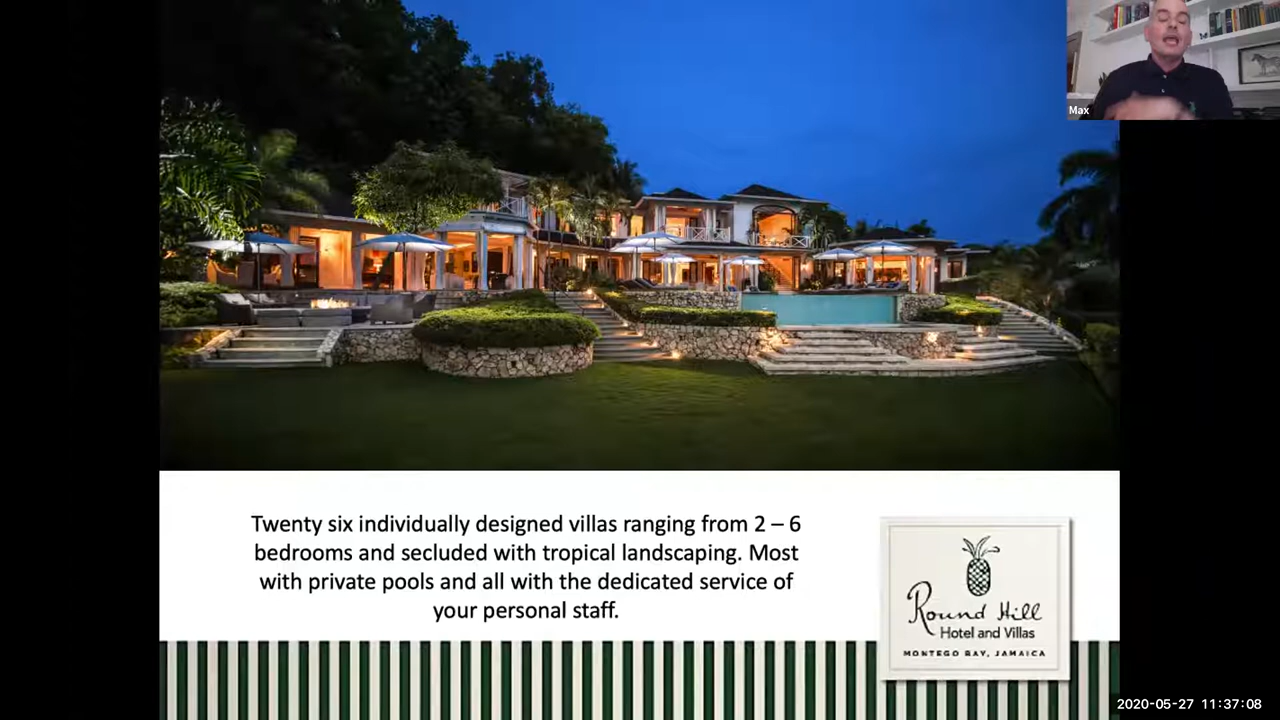 Max
Twenty six individually designed villas ranging from 2 – 6
bedrooms and secluded with tropical landscaping. Most
with private pools and all with the dedicated service of
your personal staff.
Round Hill
Hotel and Villas
MONTEGO BAY, JAMAICA
2020-05-27 11:37:08